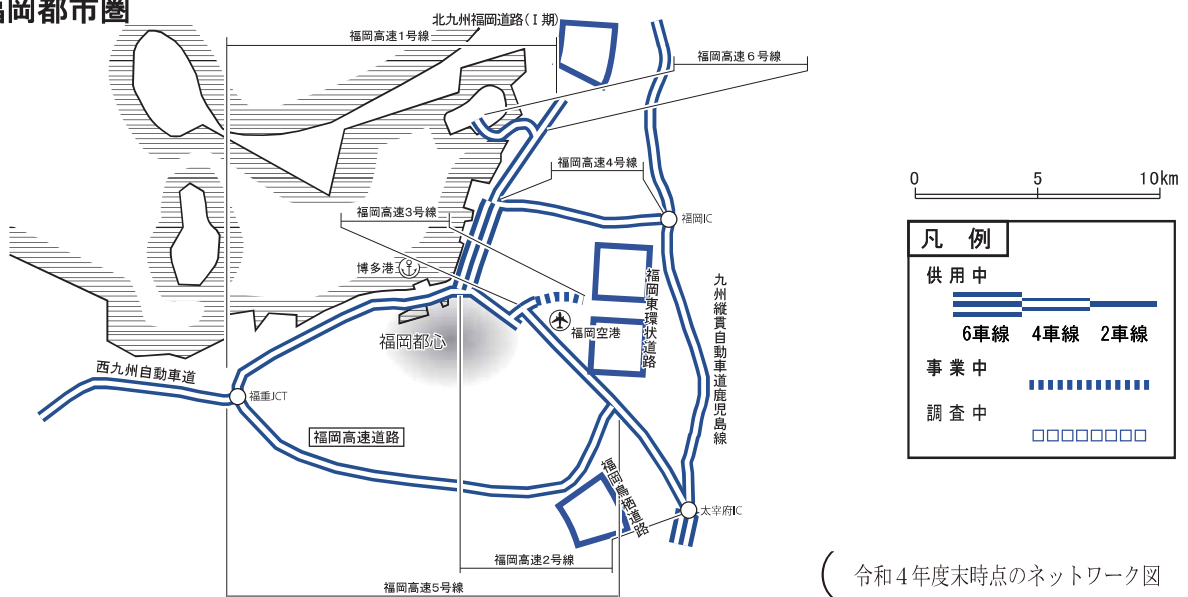 福岡都市圏
北九州福岡道路(Ⅰ期)
福岡高速1号線
福岡高速6号線
福岡高速4号線
0 5 10km
福岡高速3号線
福岡IC
凡 例
供用中
6車線 4車線 2車線
事業中
調査中
博多港
福岡東環状道路
九州縦貫自動車道鹿児島線
福岡空港
福岡都心
西九州自動車道
福重JCT
福岡高速道路
福岡鳥栖道路
太宰府IC
福岡高速2号線
福岡高速5号線
( 令和4年度末時点のネットワーク図